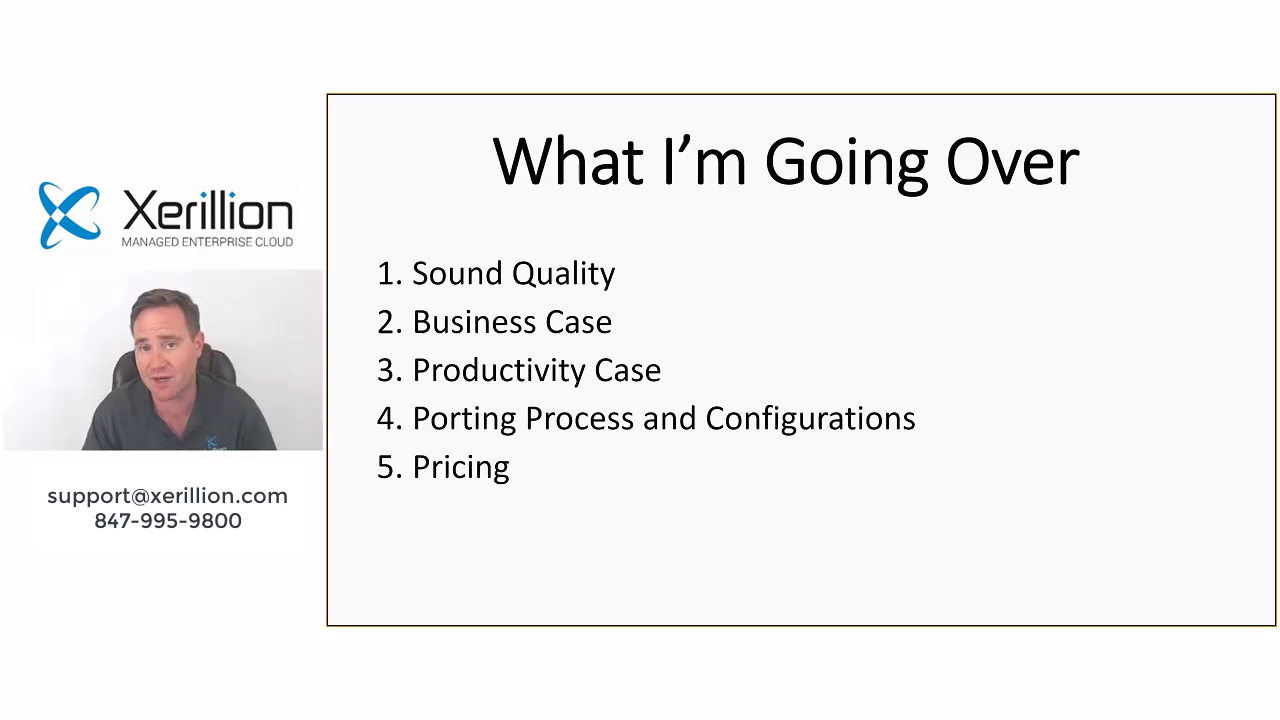 Xerillion
MANAGED ENTERPRISE CLOUD
support@xerillion.com
847-995-9800
What I’m Going Over
1. Sound Quality
2. Business Case
3. Productivity Case
4. Porting Process and Configurations
5. Pricing